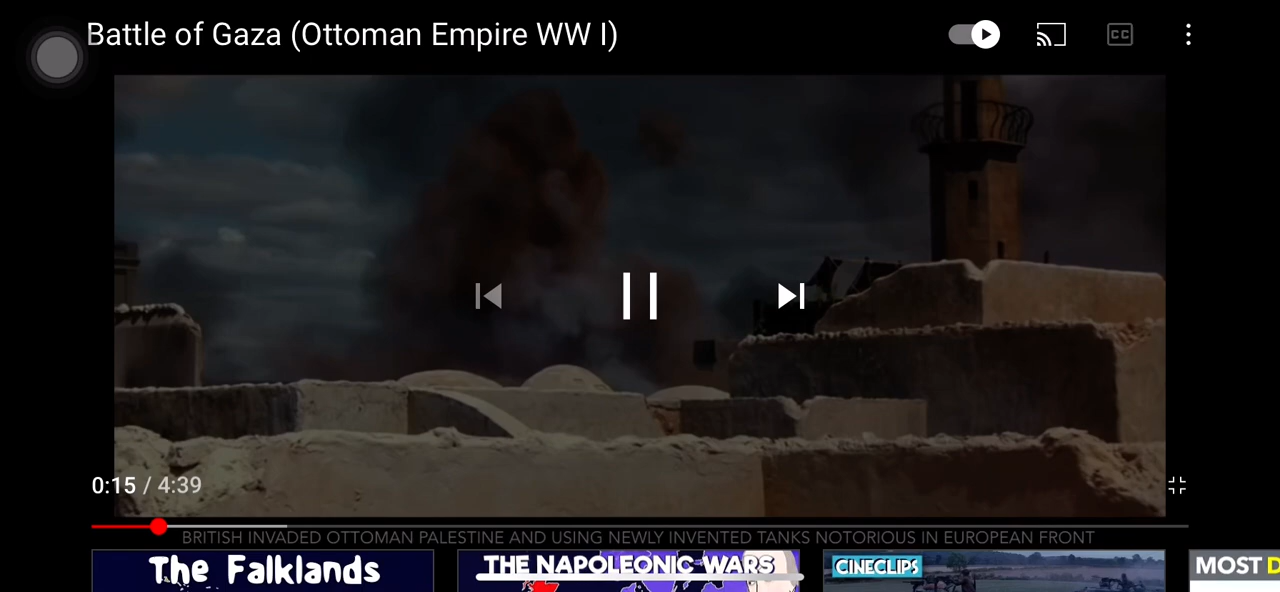 Battle of Gaza (Ottoman Empire WW I)
CC
0:15 / 4:39
BRITISH INVADED OTTOMAN PALESTINE AND USING NEWLY INVENTED TANKS NOTORIOUS IN EUROPEAN FRONT
The Falklands
THE NAPOLEONIC WARS
CINECLIPS
MOST